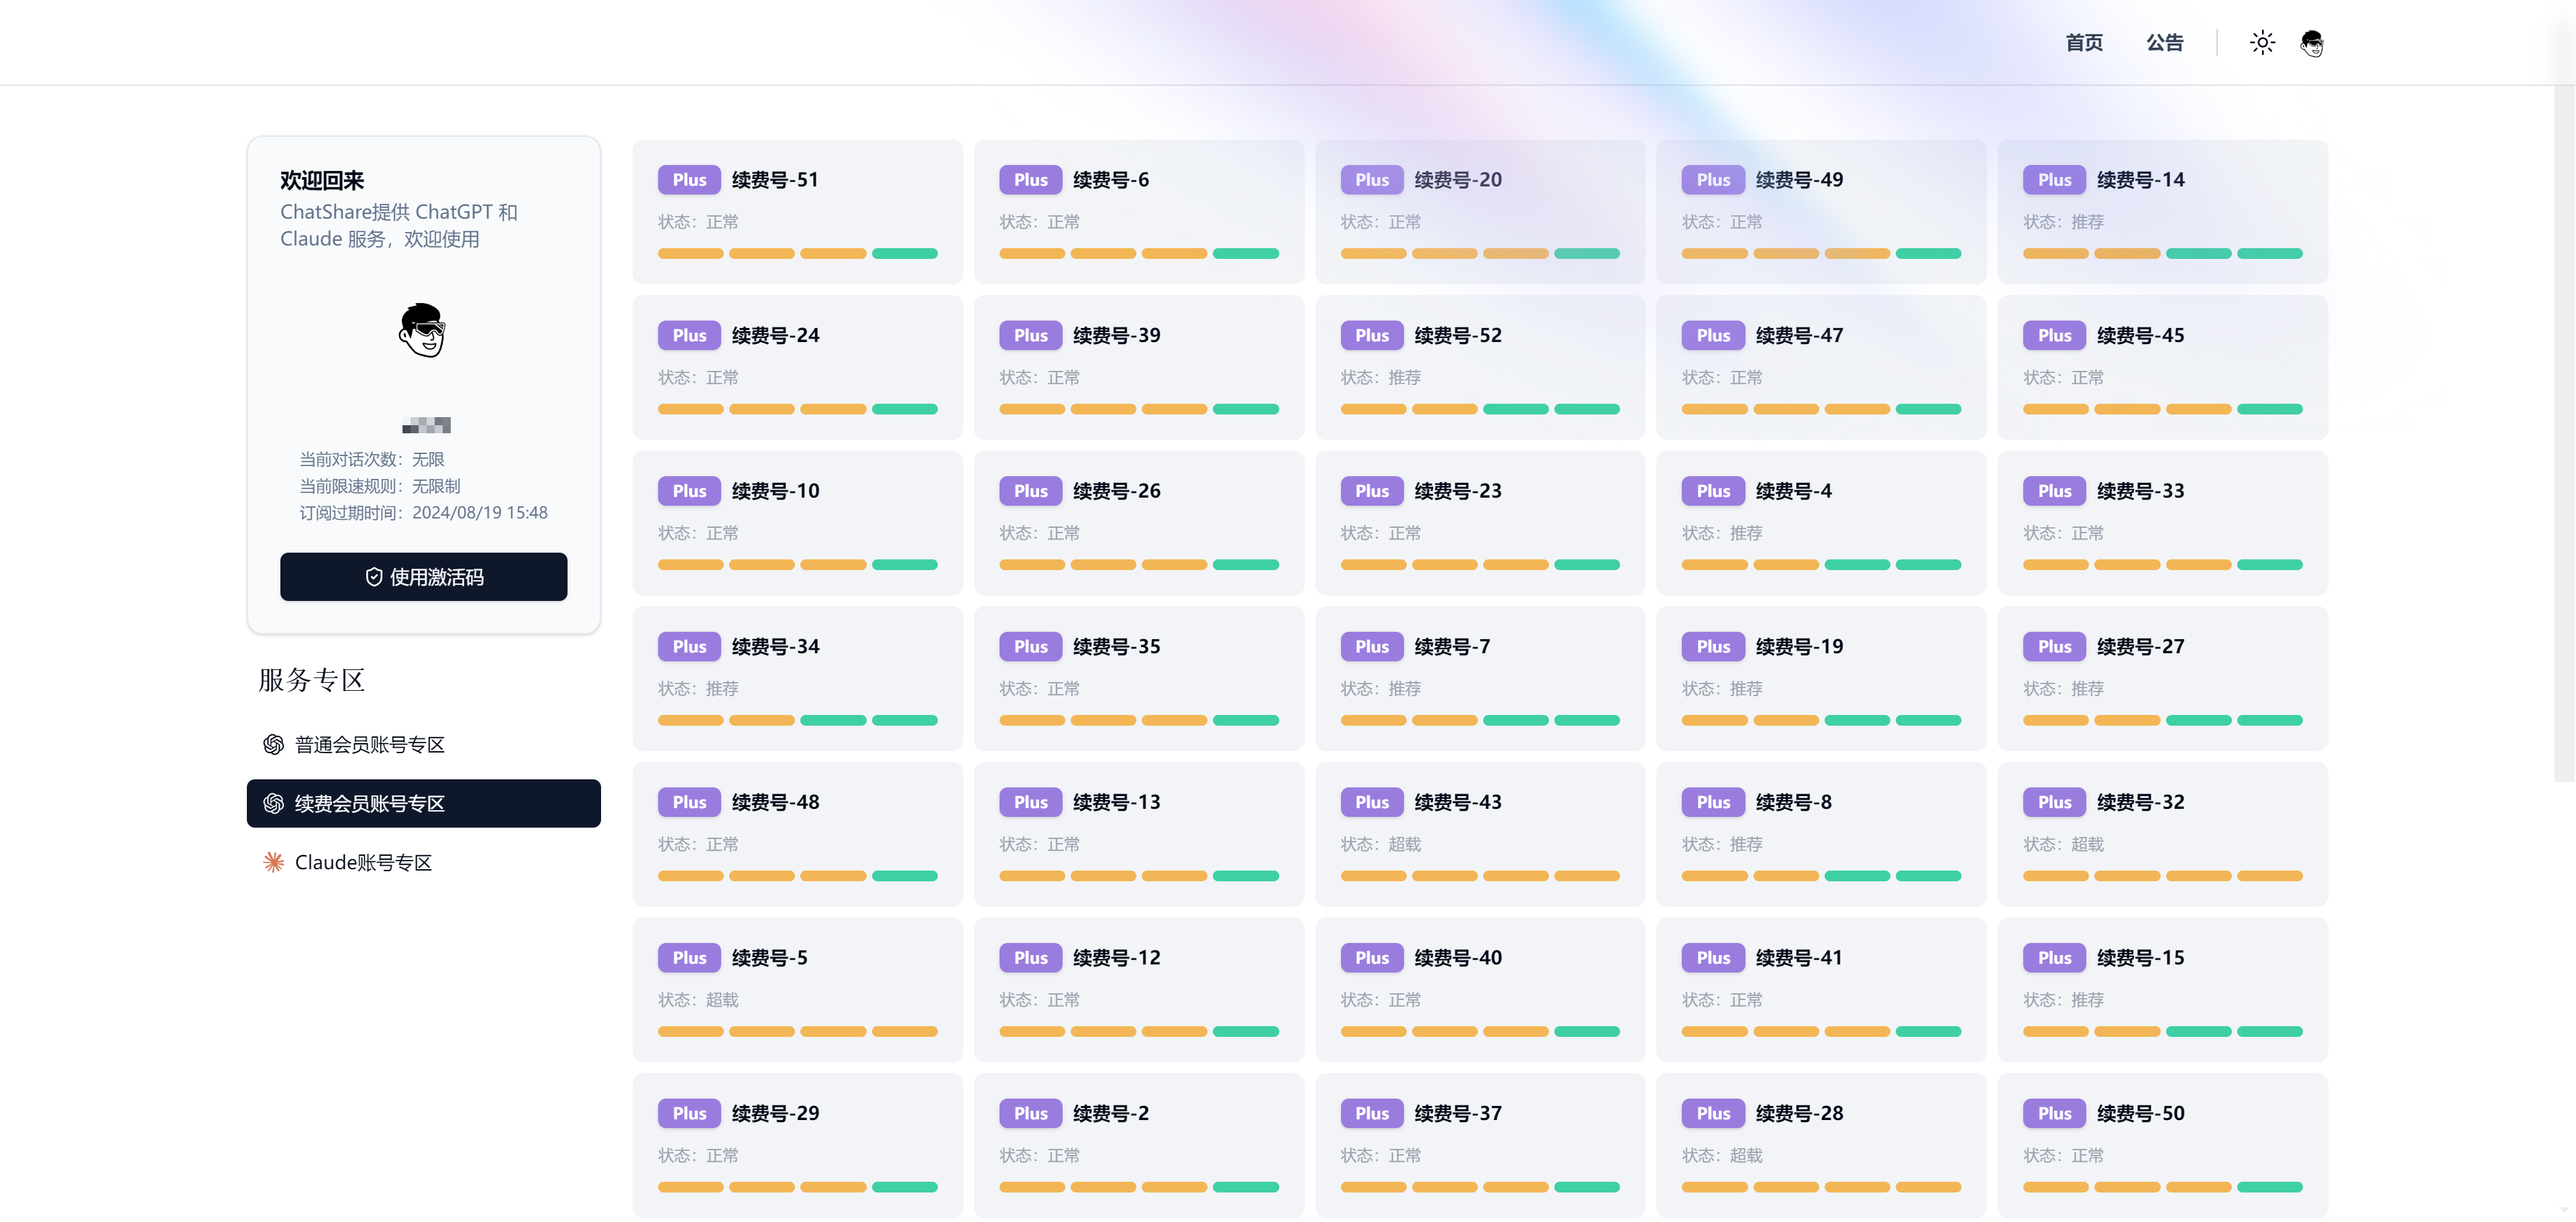 首页
公告
欢迎回来
ChatShare提供 ChatGPT 和
Claude 服务，欢迎使用
当前对话次数：无限
当前限速规则：无限制
订阅过期时间：2024/08/19 15:48
使用激活码
服务专区
普通会员账号专区
续费会员账号专区
Claude账号专区
Plus 续费号-51
状态：正常
Plus 续费号-6
状态：正常
Plus 续费号-20
状态：正常
Plus 续费号-49
状态：正常
Plus 续费号-14
状态：推荐
Plus 续费号-24
状态：正常
Plus 续费号-39
状态：正常
Plus 续费号-52
状态：推荐
Plus 续费号-47
状态：正常
Plus 续费号-45
状态：正常
Plus 续费号-10
状态：正常
Plus 续费号-26
状态：正常
Plus 续费号-23
状态：正常
Plus 续费号-4
状态：推荐
Plus 续费号-33
状态：正常
Plus 续费号-34
状态：推荐
Plus 续费号-35
状态：正常
Plus 续费号-7
状态：推荐
Plus 续费号-19
状态：推荐
Plus 续费号-27
状态：推荐
Plus 续费号-48
状态：正常
Plus 续费号-13
状态：正常
Plus 续费号-43
状态：超载
Plus 续费号-8
状态：推荐
Plus 续费号-32
状态：超载
Plus 续费号-5
状态：超载
Plus 续费号-12
状态：正常
Plus 续费号-40
状态：正常
Plus 续费号-41
状态：正常
Plus 续费号-15
状态：推荐
Plus 续费号-29
状态：正常
Plus 续费号-2
状态：正常
Plus 续费号-37
状态：正常
Plus 续费号-28
状态：超载
Plus 续费号-50
状态：正常